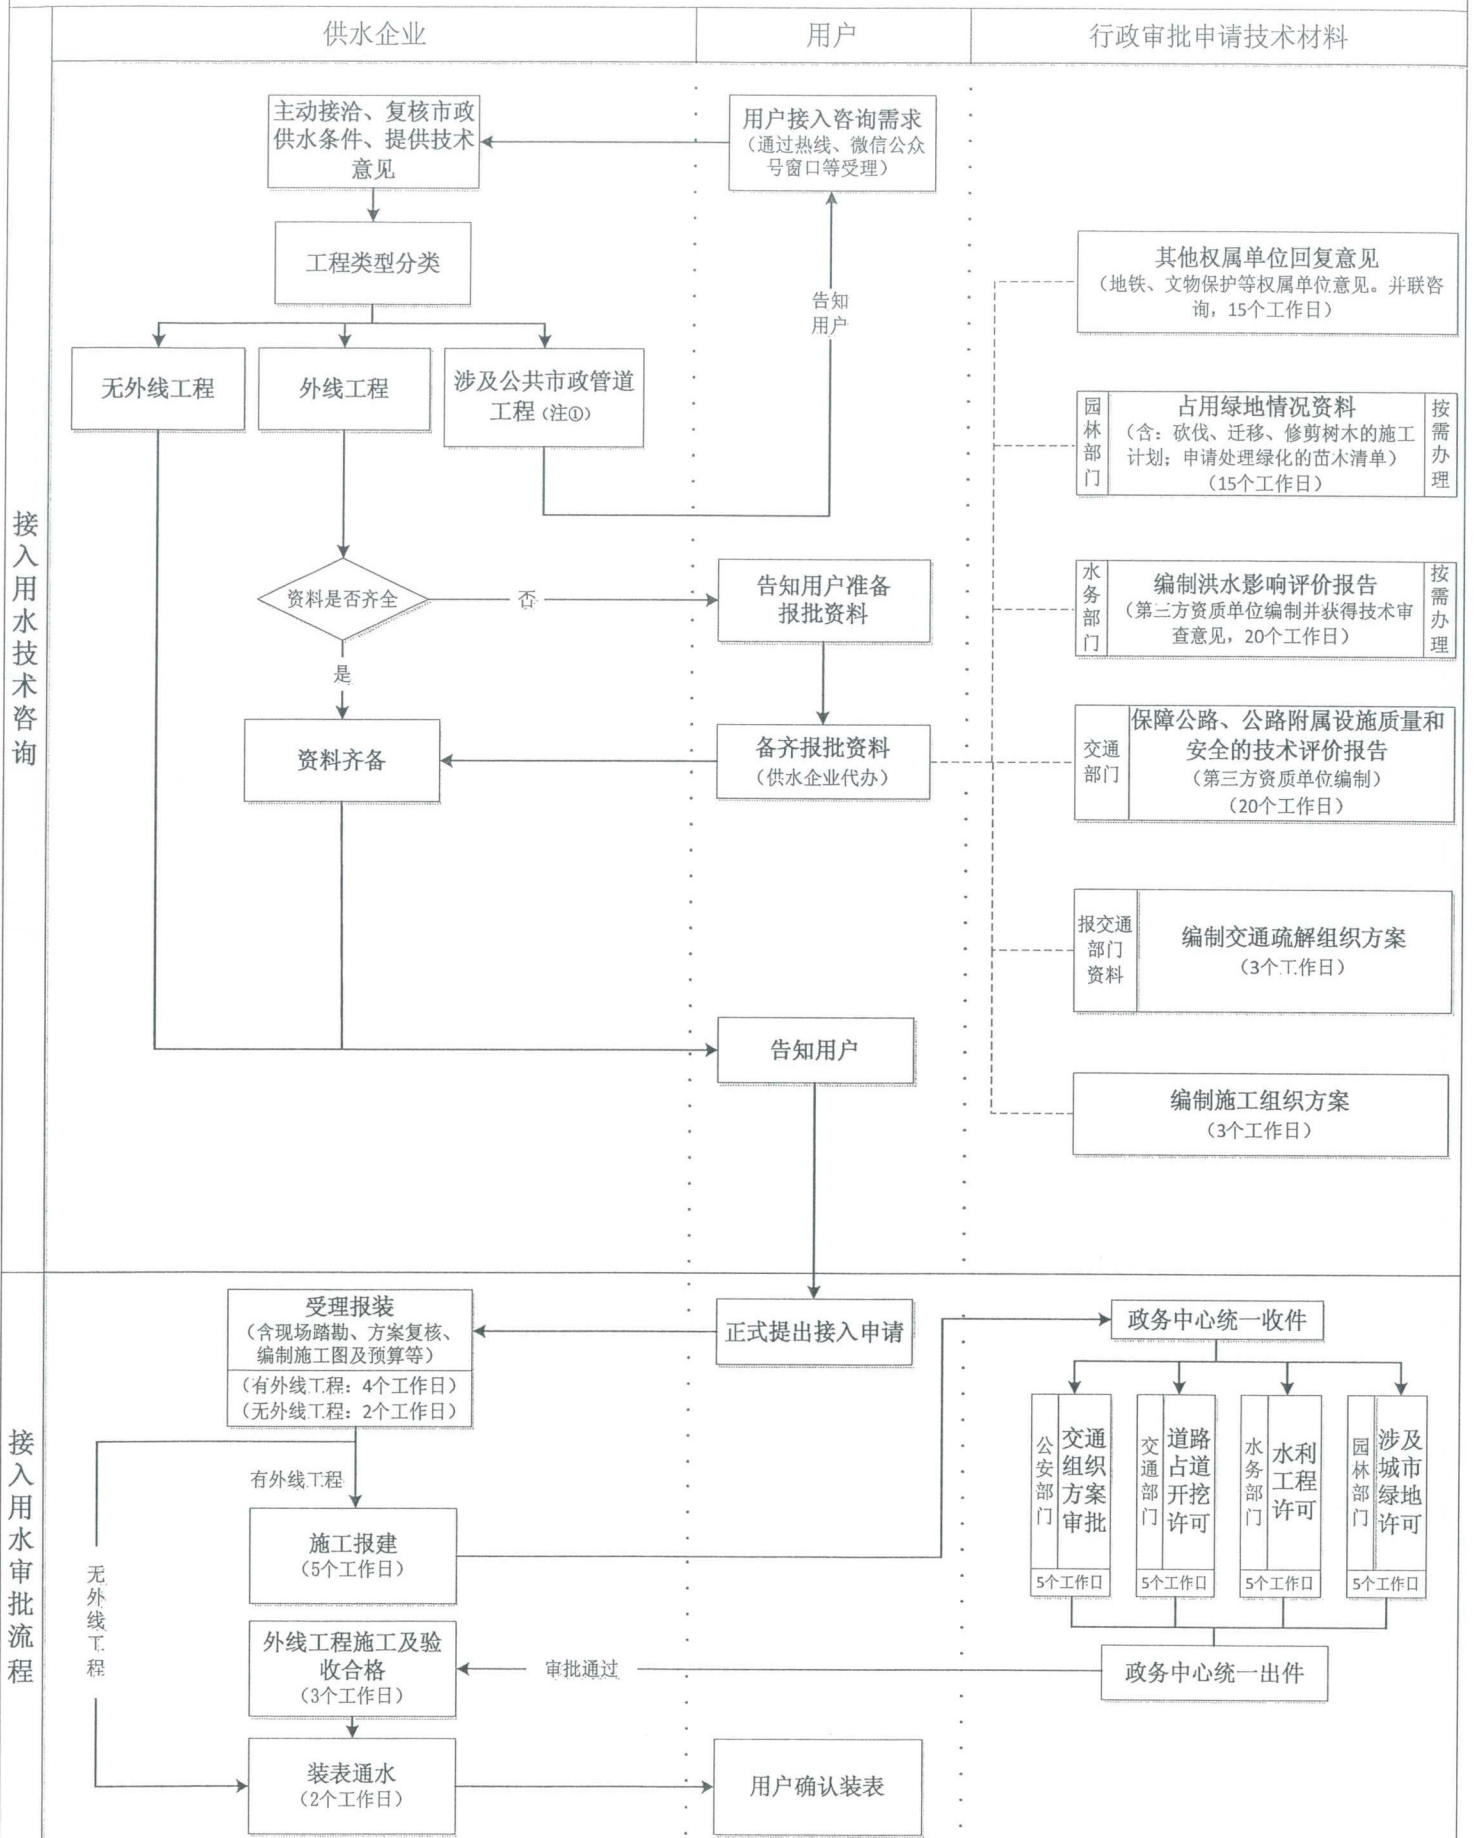 供水企业
用户
行政审批申请技术材料
接入用水技术咨询
主动接洽、复核市政
供水条件、提供技术
意见
用户接入咨询需求
（通过热线、微信公众
号窗口等受理）
工程类型分类
告知
用户
无外线工程
外线工程
涉及公共市政管道
工程（注①）
其他权属单位回复意见
（地铁、文物保护等权属单位意见。并联咨
询，15个工作日）
园林部门
占用绿地情况资料
（含：砍伐、迁移、修剪树木的施工
计划；申请处理绿化的苗木清单）
（15个工作日）
按需办理
资料是否齐全
否
是
告知用户准备
报批资料
水务部门
编制洪水影响评价报告
（第三方资质单位编制并获得技术审
查意见，20个工作日）
按需办理
资料齐备
备齐报批资料
（供水企业代办）
交通
部门
保障公路、公路附属设施质量和
安全的技术评价报告
（第三方资质单位编制）
（20个工作日）
报交通
部门
资料
编制交通疏解组织方案
（3个工作日）
告知用户
编制施工组织方案
（3个工作日）
接入用水审批流程
受理报装
（含现场踏勘、方案复核、
编制施工图及预算等）
（有外线工程：4个工作日）
（无外线工程：2个工作日）
正式提出接入申请
政务中心统一收件
有外线工程
无外线工程
施工报建
（5个工作日）
公安部门
交通
组织
方案
审批
5个工作日
交通部门
道路
占道
开挖
许可
5个工作日
水务部门
水利
工程
许可
5个工作日
园林部门
涉及
城市
绿地
许可
5个工作日
外线工程施工及验
收合格
（3个工作日）
审批通过
政务中心统一出件
装表通水
（2个工作日）
用户确认装表